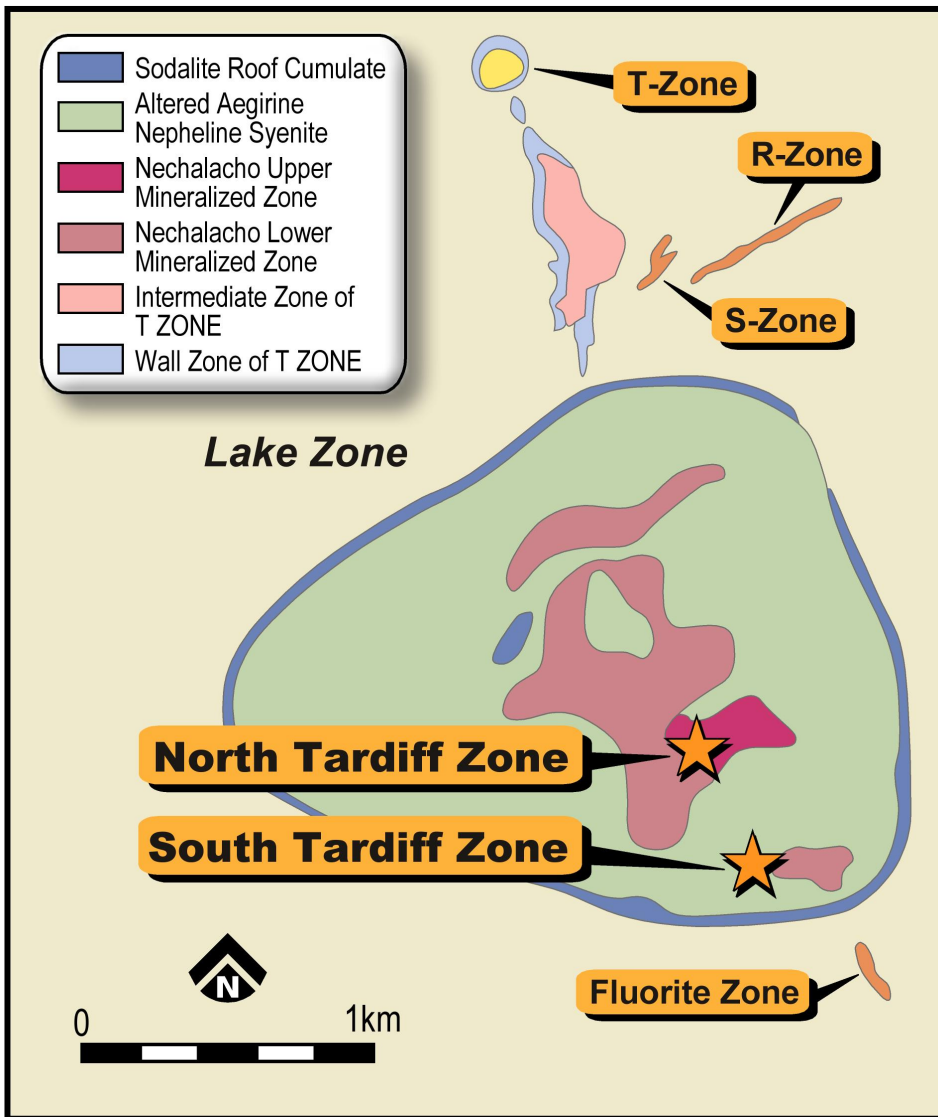 Sodalite Roof Cumulate
Altered Aegirine
Nepheline Syenite
Nechalacho Upper
Mineralized Zone
Nechalacho Lower
Mineralized Zone
Intermediate Zone of
T ZONE
Wall Zone of T ZONE
T-Zone
R-Zone
S-Zone
Lake Zone
North Tardiff Zone
South Tardiff Zone
Fluorite Zone
N
0 1km